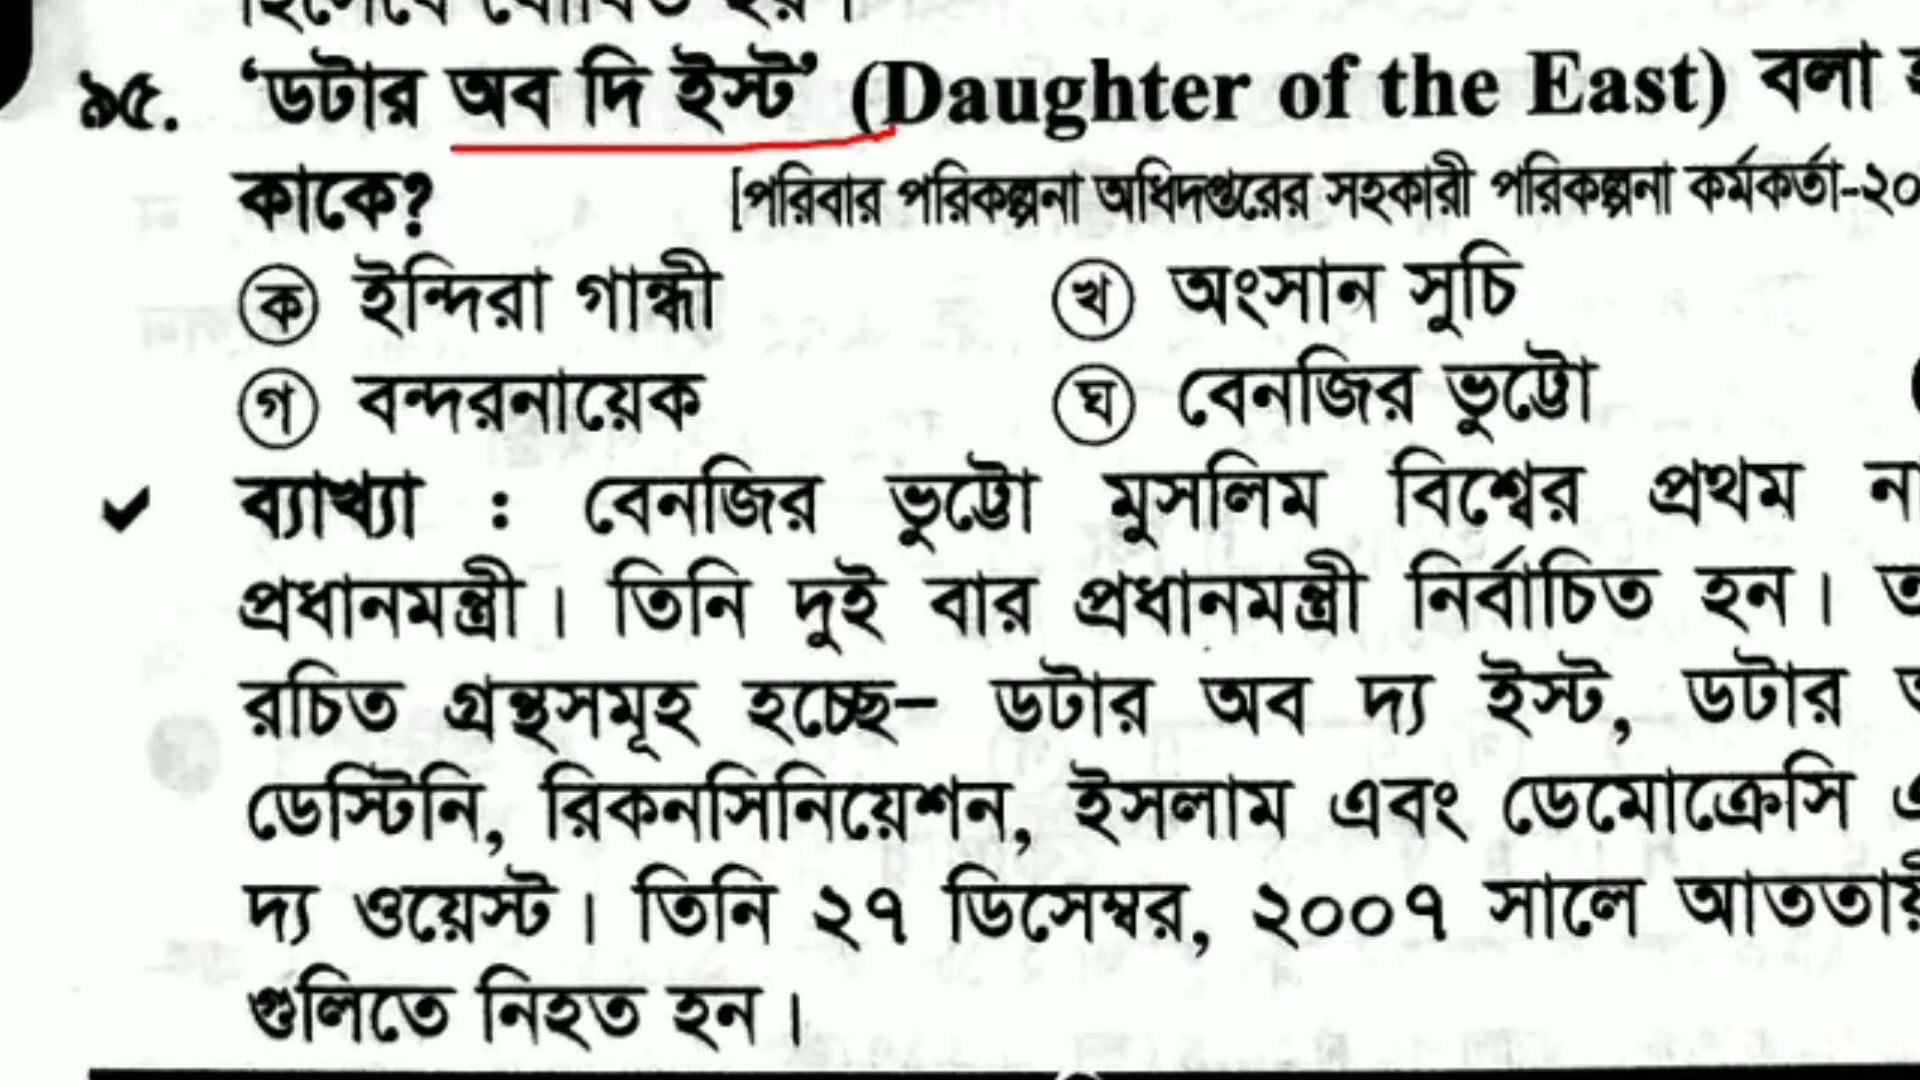 হিসেবে ঘোষিত হয়।
৯৫. ‘ডটার অব দি ইস্ট’ (Daughter of the East) বলা
কাকে? [পরিবার পরিকল্পনা অধিদপ্তরের সহকারী পরিকল্পনা কর্মকর্তা-২০
ক ইন্দিরা গান্ধী খ অংসান সুচি
গ বন্দরনায়েক ঘ বেনজির ভুট্টো
ব্যাখ্যা : বেনজির ভুট্টো মুসলিম বিশ্বের প্রথম
প্রধানমন্ত্রী। তিনি দুই বার প্রধানমন্ত্রী নির্বাচিত হন।
রচিত গ্রন্থসমূহ হচ্ছে– ডটার অব দ্য ইস্ট, ডটার
ডেস্টিনি, রিকনসিনিয়েশন, ইসলাম এবং ডেমোক্রেসি
দ্য ওয়েস্ট। তিনি ২৭ ডিসেম্বর, ২০০৭ সালে আততায়
গুলিতে নিহত হন।